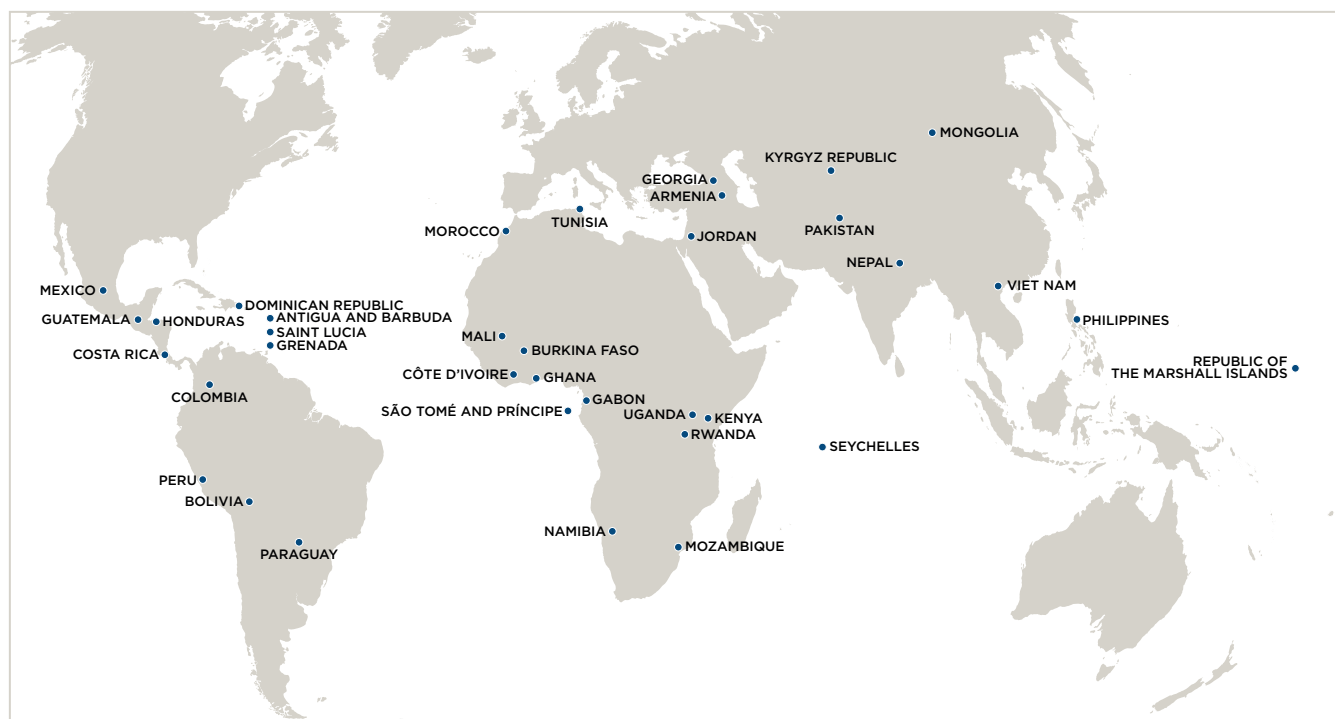 MONGOLIA
KYRGYZ REPUBLIC
GEORGIA
ARMENIA
TUNISIA
MOROCCO
JORDAN
PAKISTAN
NEPAL
VIET NAM
MEXICO
DOMINICAN REPUBLIC
GUATEMALA
HONDURAS
ANTIGUA AND BARBUDA
SAINT LUCIA
GRENADA
COSTA RICA
COLOMBIA
MALI
BURKINA FASO
CÔTE D'IVOIRE
GHANA
GABON
SÃO TOMÉ AND PRÍNCIPE
UGANDA
KENYA
RWANDA
PHILIPPINES
REPUBLIC OF
THE MARSHALL ISLANDS
SEYCHELLES
PERU
BOLIVIA
PARAGUAY
NAMIBIA
MOZAMBIQUE